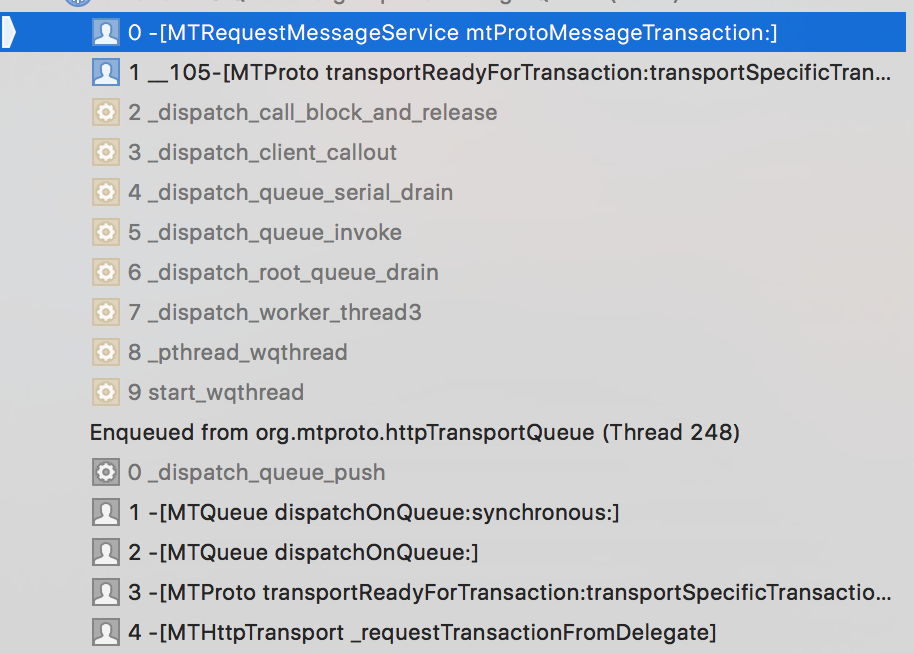 0 -[MTRequestMessageService mtProtoMessageTransaction:]
1 __105-[MTProto transportReadyForTransaction:transportSpecificTran...
2 _dispatch_call_block_and_release
3 _dispatch_client_callout
4 _dispatch_queue_serial_drain
5 _dispatch_queue_invoke
6 _dispatch_root_queue_drain
7 _dispatch_worker_thread3
8 _pthread_wqthread
9 start_wqthread
Enqueued from org.mtproto.httpTransportQueue (Thread 248)
0 _dispatch_queue_push
1 -[MTQueue dispatchOnQueue:synchronous:]
2 -[MTQueue dispatchOnQueue:]
3 -[MTProto transportReadyForTransaction:transportSpecificTransactio...
4 -[MTHttpTransport _requestTransactionFromDelegate]